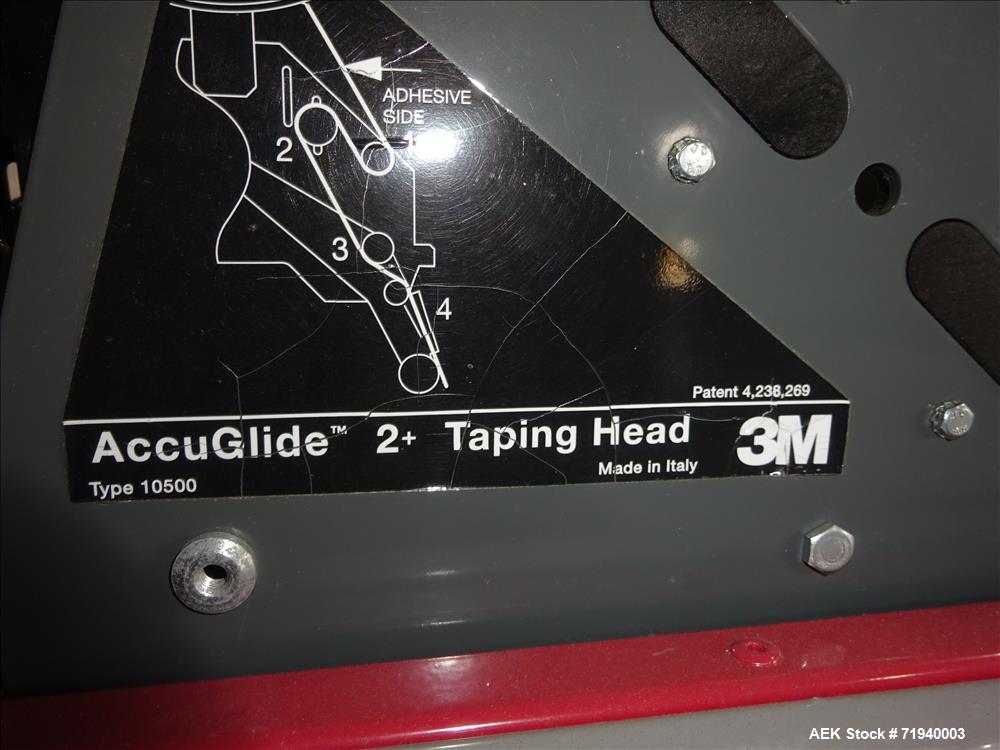 ADHESIVE
SIDE
1
2
3
4
Patent 4,238,269
AccuGlide™ 2+ Taping Head 3M
Made in Italy
Type 10500
AEK Stock # 71940003